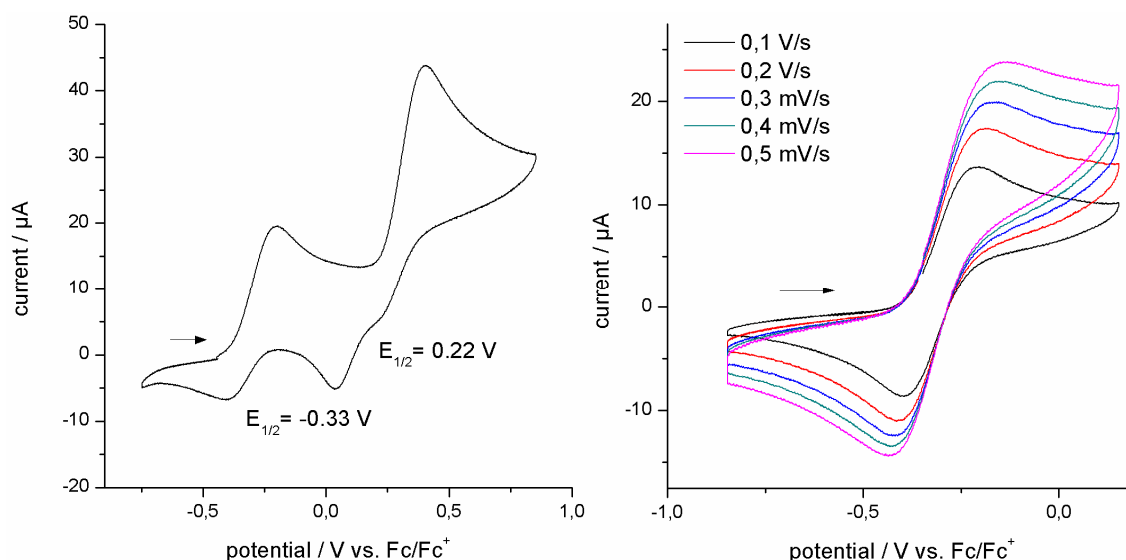 50
40
30
20
10
0
-10
-20
current / µA
-0,5
0,0
0,5
1,0
potential / V vs. Fc/Fc+
E1/2= 0.22 V
E1/2= -0.33 V
0,1 V/s
0,2 V/s
0,3 mV/s
0,4 mV/s
0,5 mV/s
20
10
0
-10
current / µA
-1,0
-0,5
0,0
potential / V vs. Fc/Fc+